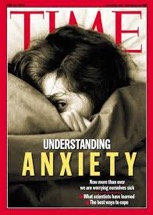 TIME
UNDERSTANDING
ANXIETY
Now more than ever
we are worrying ourselves sick
What scientists have learned
The best ways to cope